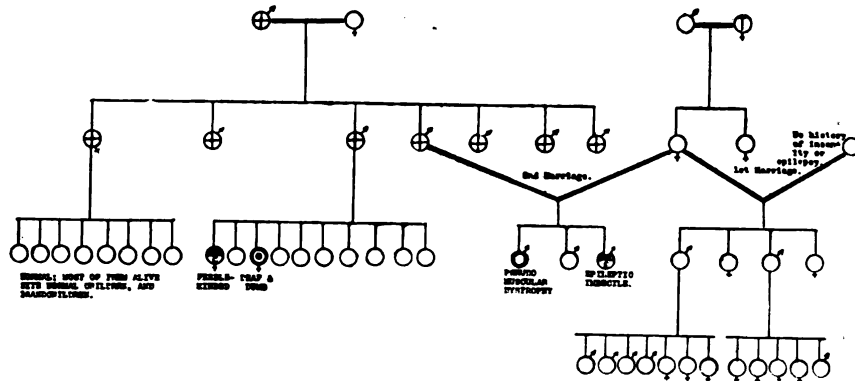 No history
of insan-
ity or
epilepsy.
2nd Marriage.
1st Marriage.
NORMAL; MOST OF THEM ALIVE
WITH NORMAL CHILDREN, AND
GRANDCHILDREN.
FEEBLE-
MINDED
DEAF &
DUMB
PSEUDO
MUSCULAR
DYSTROPHY
EPILEPTIC
IMBECILE.